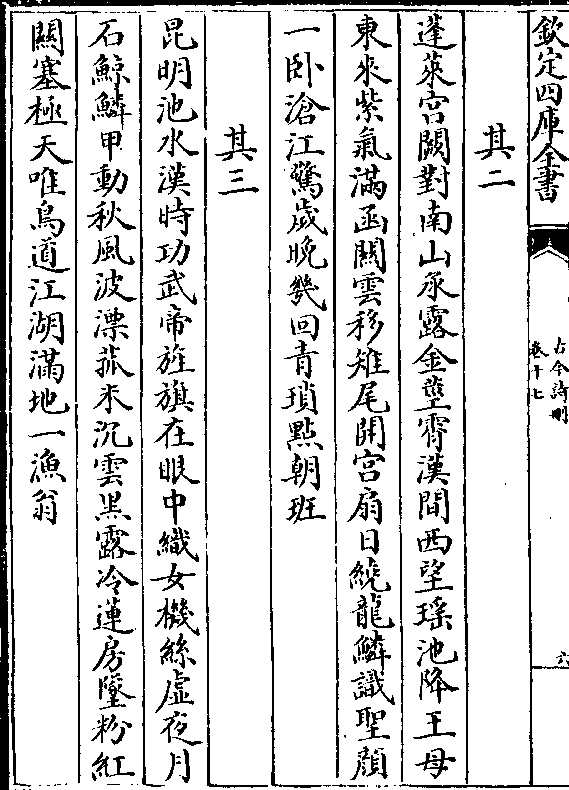 欽定四庫全書
古今詩刪
卷十七
六
其二
蓬萊宮闕對南山承露金莖霄漢間西望瑤池降王母
東來紫氣滿函關雲移雉尾開宮扇日繞龍鱗識聖顏
一卧滄江驚歲晚幾回青瑣點朝班
其三
昆明池水漢時功武帝旌旗在眼中織女機絲虛夜月
石鯨鱗甲動秋風波漂菰米沉雲黑露冷蓮房墜粉紅
關塞極天唯鳥道江湖滿地一漁翁